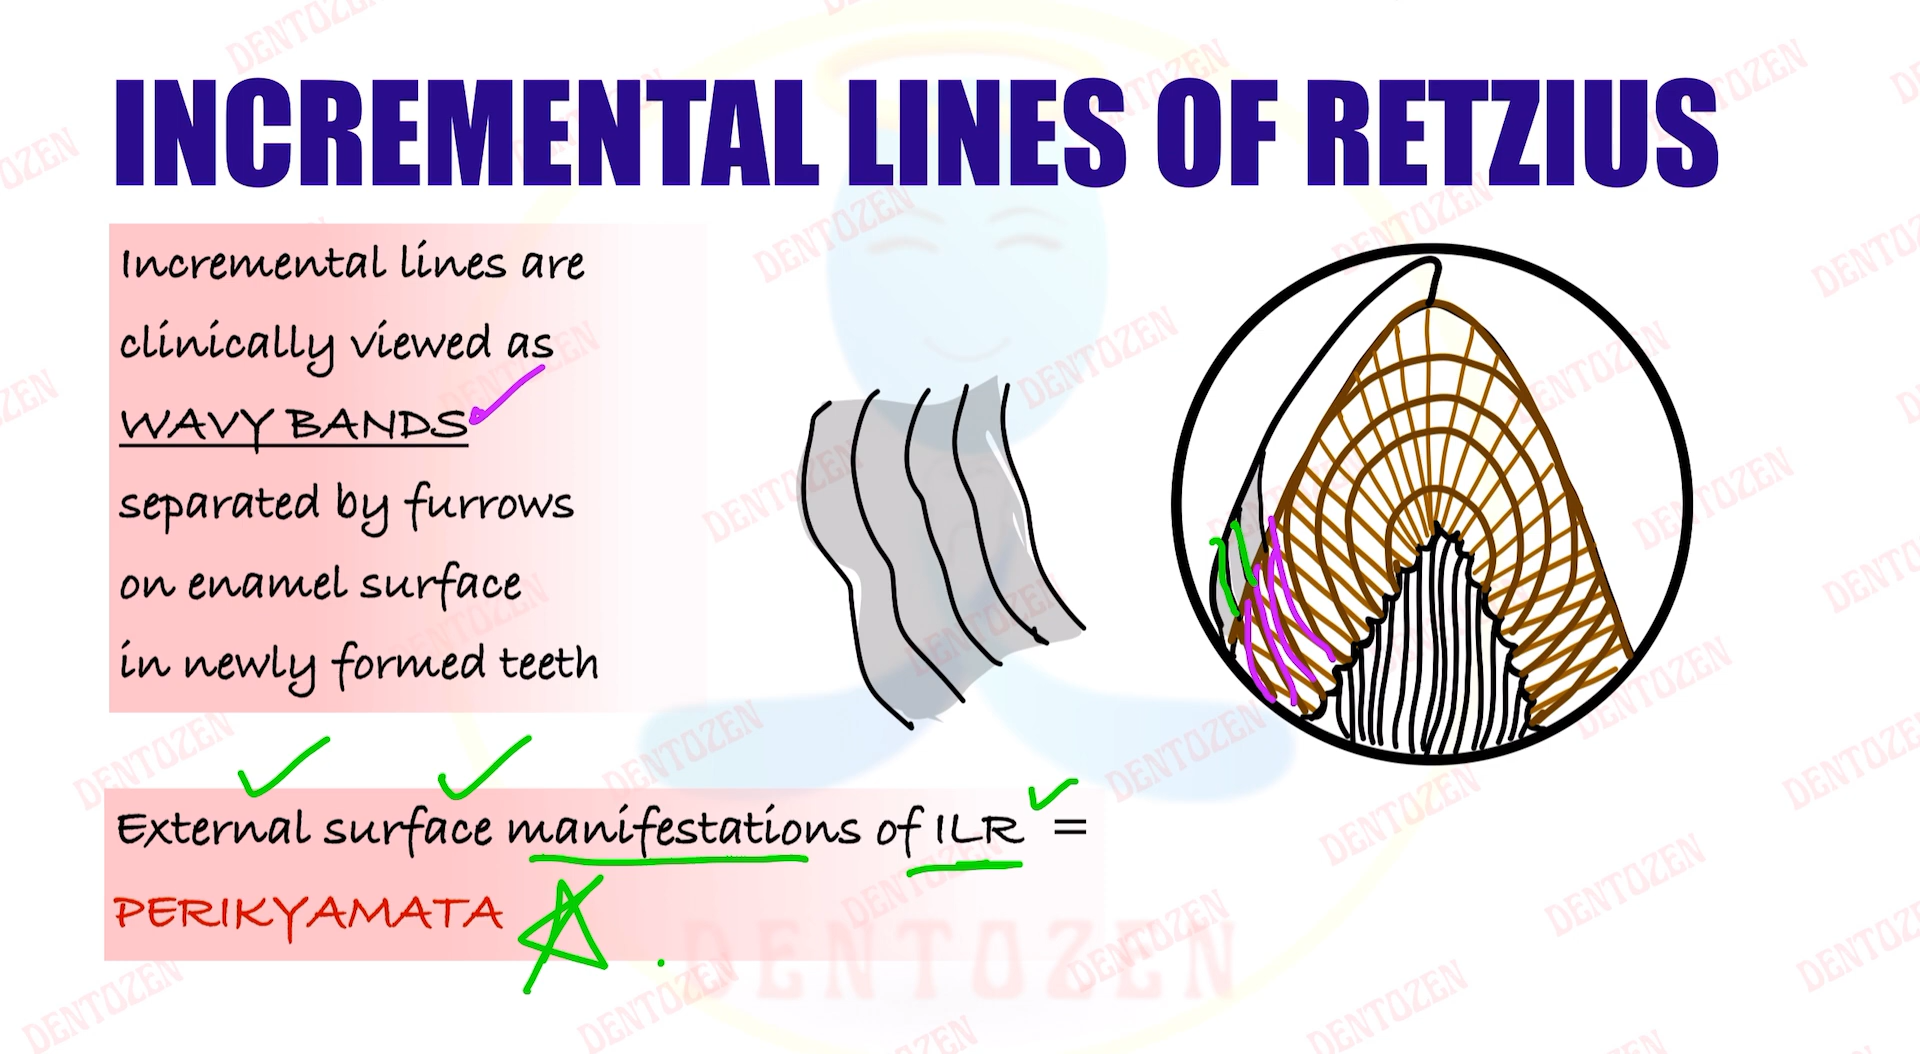 INCREMENTAL LINES OF RETZIUS
Incremental lines are
clinically viewed as
WAVY BANDS
separated by furrows
on enamel surface
in newly formed teeth
External surface manifestations of ILR =
PERIKYAMATA
DENTOZEN